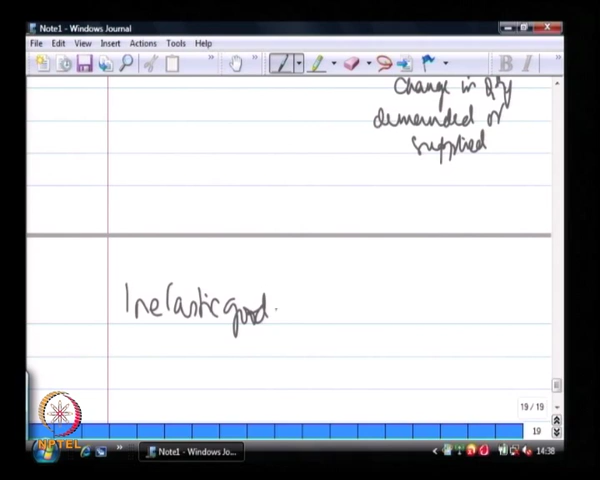 Note1 - Windows Journal
File Edit View Insert Actions Tools Help
B I
Change in Qty
demanded or
supplied
Inelastic good.
19 / 19
19
NPTEL
Note1 - Windows Jo...
14:38